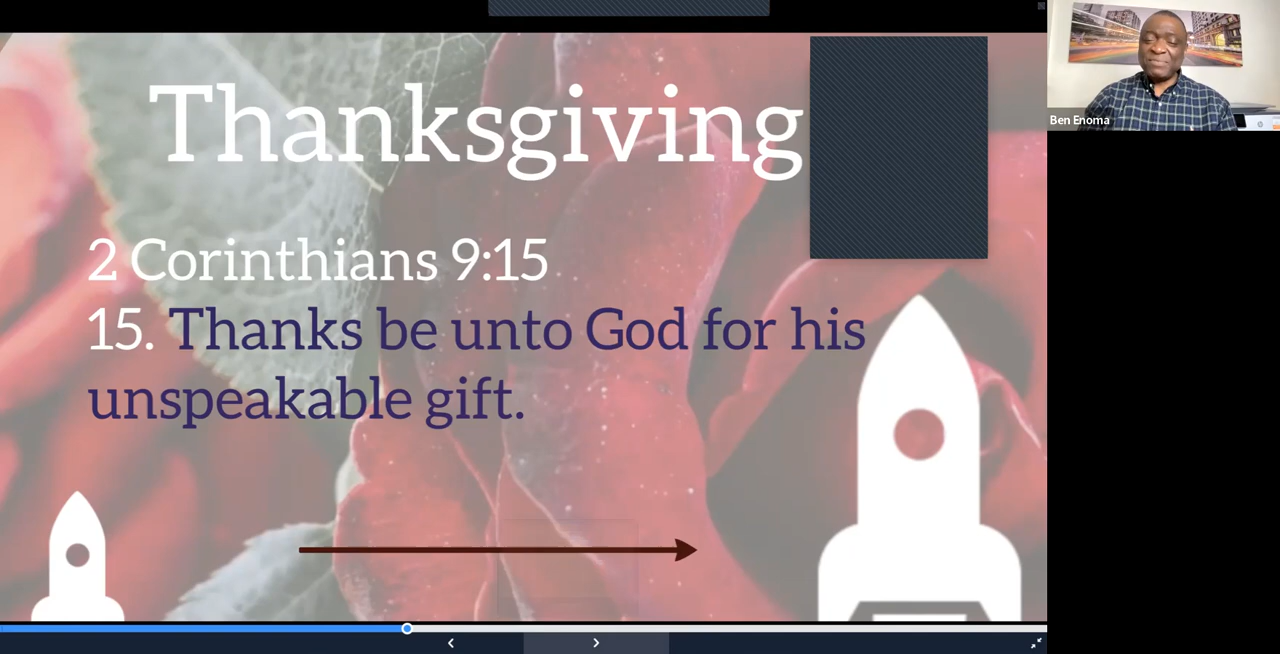 Thanksgiving
2 Corinthians 9:15
15. Thanks be unto God for his
unspeakable gift.
Ben Enoma